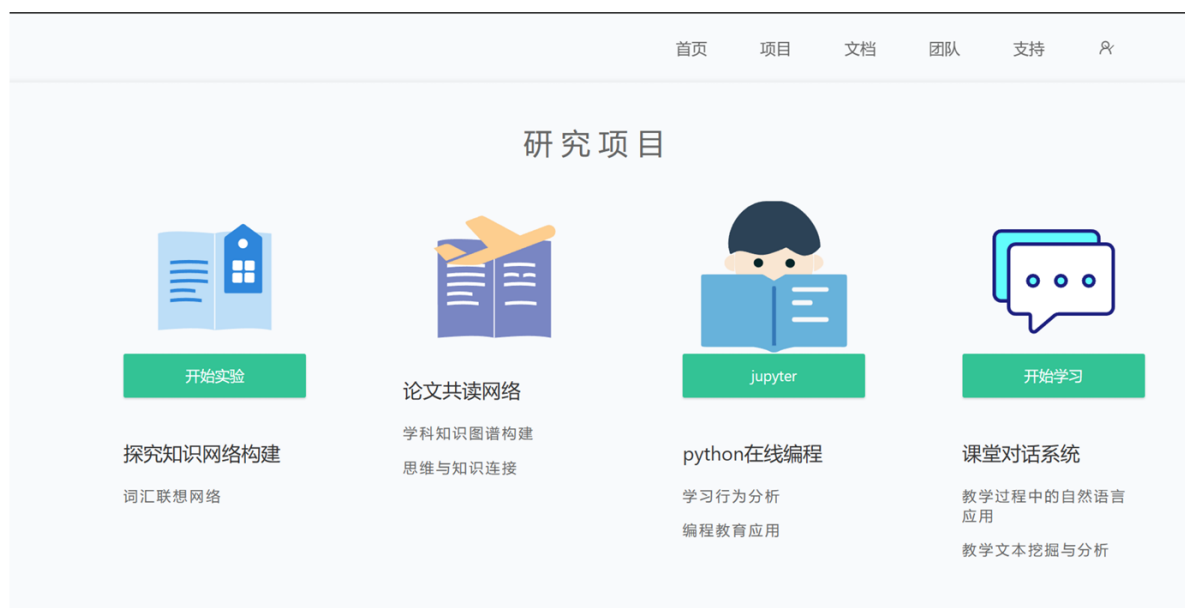 首页 项目 文档 团队 支持
研究项目
开始实验
探究知识网络构建
词汇联想网络
论文共读网络
学科知识图谱构建
思维与知识连接
jupyter
python在线编程
学习行为分析
编程教育应用
开始学习
课堂对话系统
教学过程中的自然语言
应用
教学文本挖掘与分析